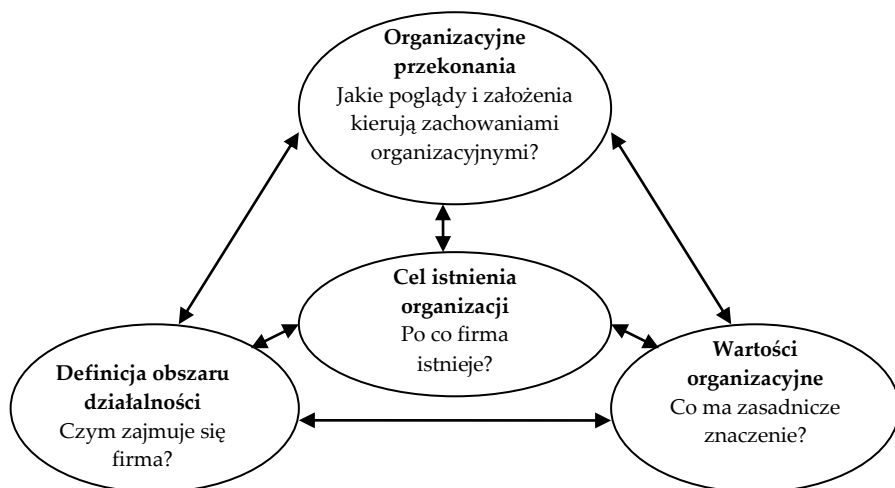 Organizacyjne
przekonania
Jakie poglądy i założenia
kierują zachowaniami
organizacyjnymi?
Cel istnienia
organizacji
Po co firma
istnieje?
Definicja obszaru
działalności
Czym zajmuje się
firma?
Wartości
organizacyjne
Co ma zasadnicze
znaczenie?